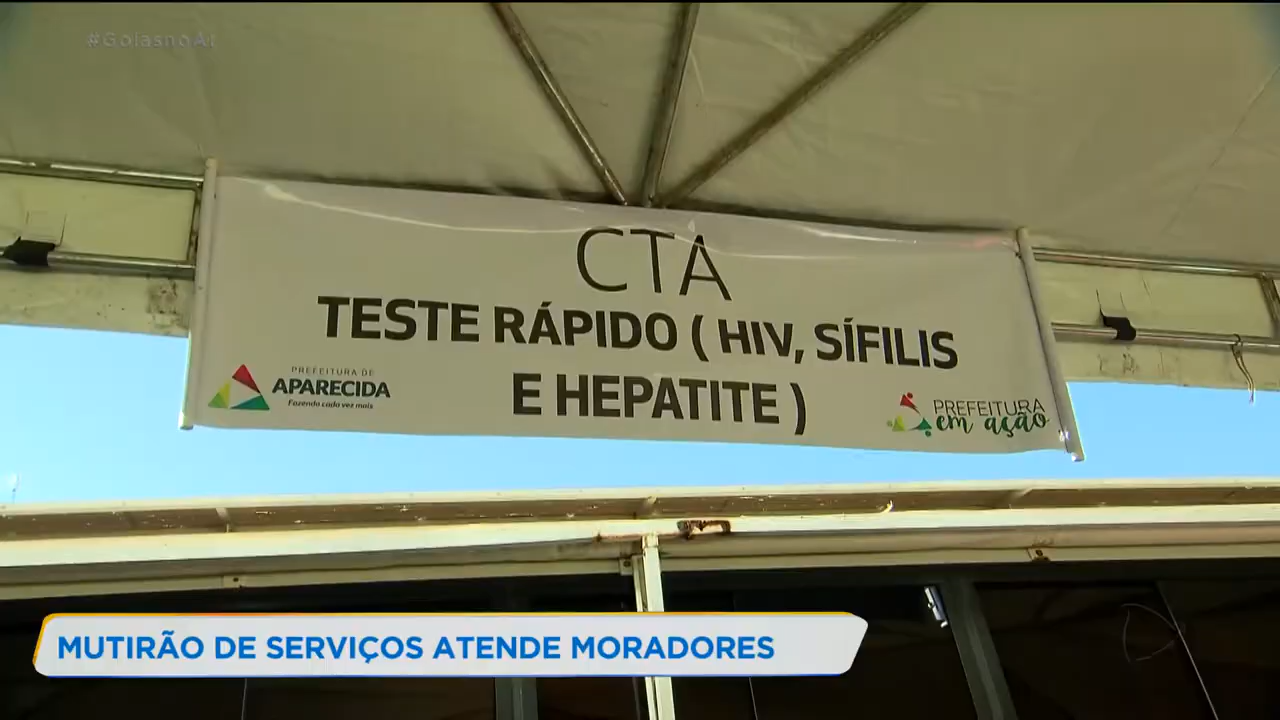 #GoiasnoAr
CTA
TESTE RÁPIDO ( HIV, SÍFILIS
E HEPATITE )
PREFEITURA DE
APARECIDA
Fazendo cada vez mais
PREFEITURA
em ação
MUTIRÃO DE SERVIÇOS ATENDE MORADORES